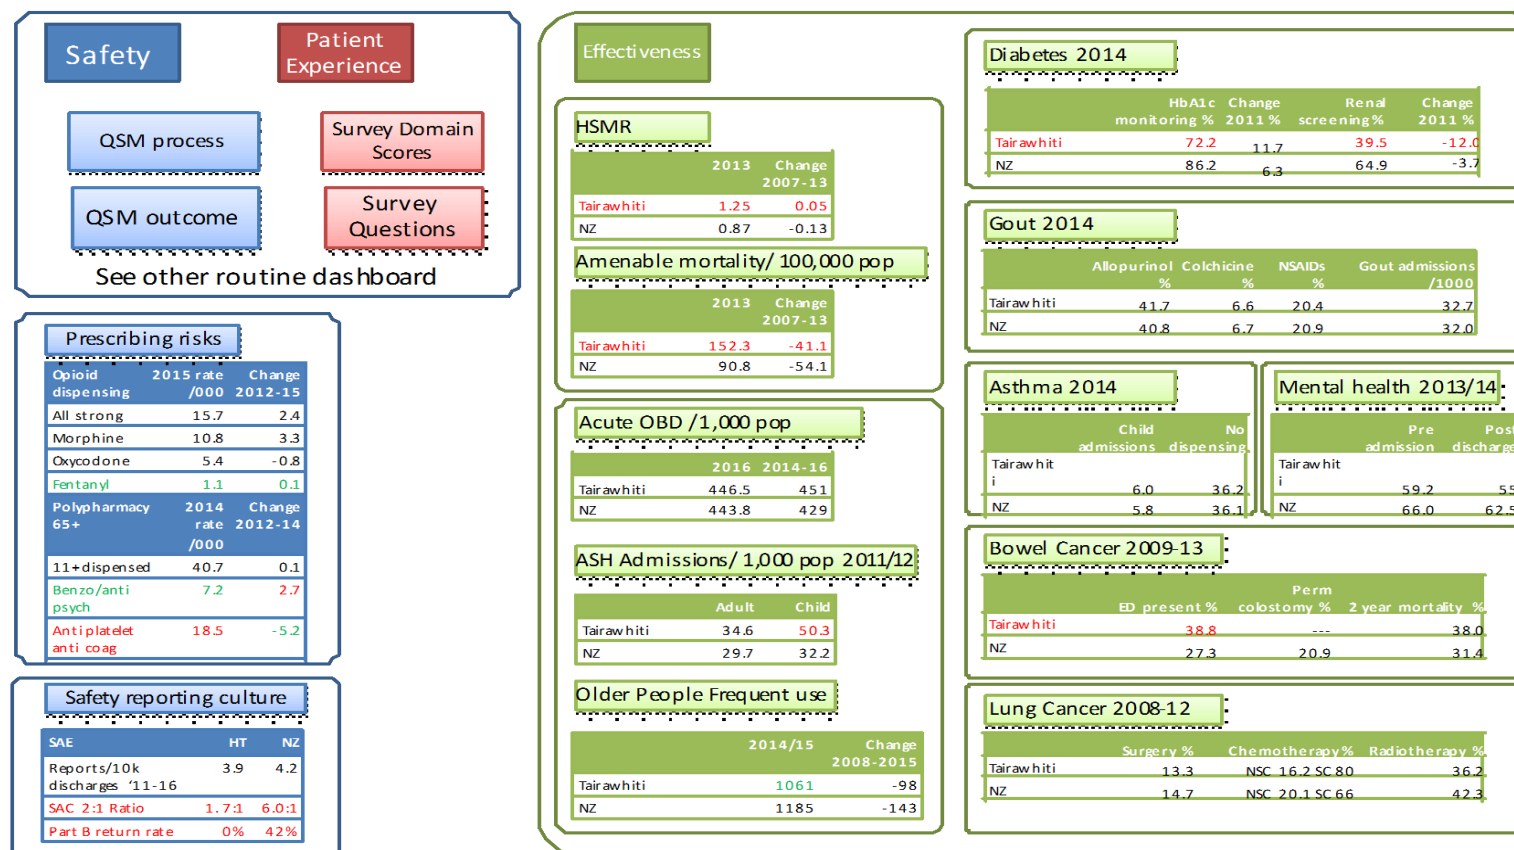 Safety
Patient
Experience
QSM process
Survey Domain
Scores
QSM outcome
Survey
Questions
See other routine dashboard
Prescribing risks
Opioid 2015 rate Change
dispensing /000 2012-15
All strong 15.7 2.4
Morphine 10.8 3.3
Oxycodone 5.4 -0.8
Fentanyl 1.1 0.1
Polypharmacy 2014 Change
65+ rate 2012-14
/000
11+dispensed 40.7 0.1
Benzo/anti 7.2 2.7
psych
Antiplatelet 18.5 -5.2
anti coag
Safety reporting culture
SAE HT NZ
Reports/10k 3.9 4.2
discharges ‘11-16
SAC 2:1 Ratio 1.7:1 6.0:1
Part B return rate 0% 42%
Effectiveness
HSMR
2013 Change
2007-13
Tairawhiti 1.25 0.05
NZ 0.87 -0.13
Amenable mortality/ 100,000 pop
2013 Change
2007-13
Tairawhiti 152.3 -41.1
NZ 90.8 -54.1
Acute OBD /1,000 pop
2016 2014-16
Tairawhiti 446.5 451
NZ 443.8 429
ASH Admissions/ 1,000 pop 2011/12
Adult Child
Tairawhiti 34.6 50.3
NZ 29.7 32.2
Older People Frequent use
2014/15 Change
2008-2015
Tairawhiti 1061 -98
NZ 1185 -143
Diabetes 2014
HbA1c Change Renal Change
monitoring % 2011 % screening% 2011 %
Tairawhiti 72.2 11.7 39.5 -12.0
NZ 86.2 6.3 64.9 -3.7
Gout 2014
Allopurinol Colchicine NSAIDs Gout admissions
% % % /1000
Tairawhiti 41.7 6.6 20.4 32.7
NZ 40.8 6.7 20.9 32.0
Asthma 2014
Child No
admissions dispensing
Tairawhit
i 6.0 36.2
NZ 5.8 36.1
Mental health 2013/14
Pre Post
admission discharge
Tairawhit
i 59.2 55
NZ 66.0 62.5
Bowel Cancer 2009-13
Perm
ED present % colostomy % 2 year mortality %
Tairawhiti 38.8 --- 38.0
NZ 27.3 20.9 31.4
Lung Cancer 2008-12
Surgery % Chemotherapy% Radiotherapy %
Tairawhiti 13.3 NSC 16.2 SC 80 36.2
NZ 14.7 NSC 20.1 SC 66 42.3